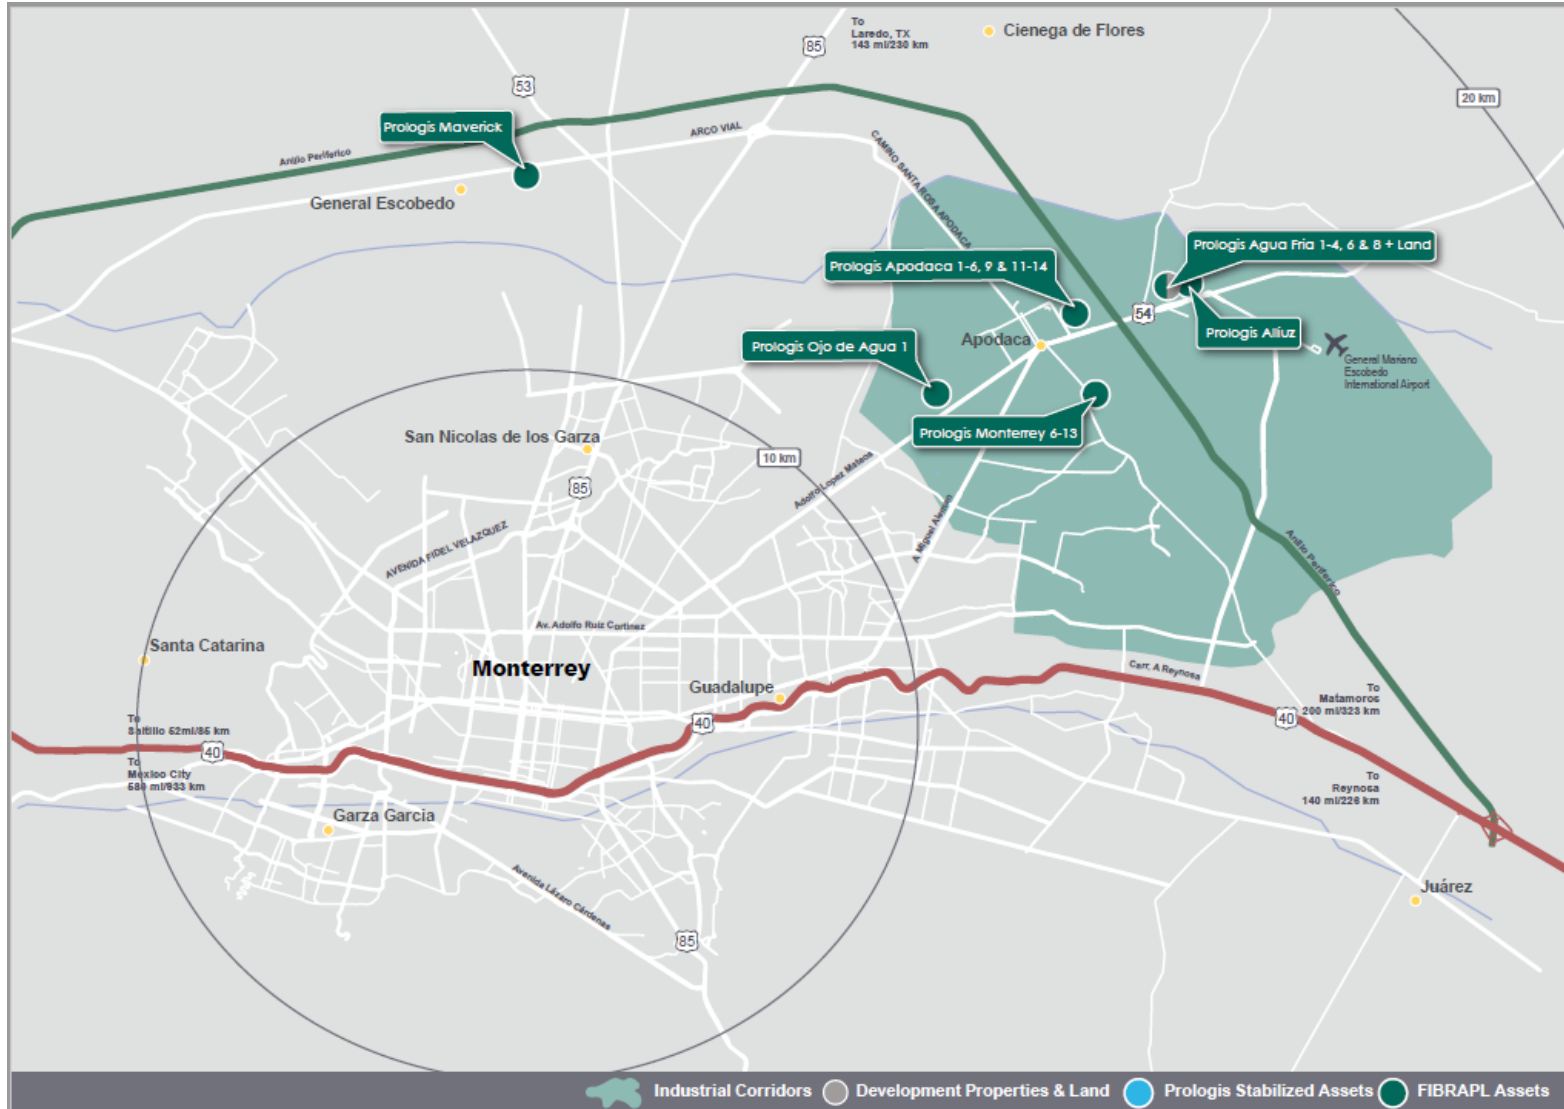 To
Laredo, TX
143 mi/230 km
85
Cienega de Flores
53
20 km
Prologis Maverick
ARCO VIAL
Anillo Periferico
CAMINO SANTA ROSA APODACA
General Escobedo
Prologis Agua Fria 1-4, 6 & 8 + Land
Prologis Apodaca 1-6, 9 & 11-14
54
Prologis Alliuz
Apodaca
Prologis Ojo de Agua 1
General Mariano
Escobedo
International Airport
Prologis Monterrey 6-13
San Nicolas de los Garza
10 km
85
Adolfo Lopez Mateos
A Miguel Aleman
AVENIDA FIDEL VELAZQUEZ
Anillo Periferico
Av. Adolfo Ruiz Cortinez
Santa Catarina
Monterrey
Guadalupe
Carr. A Reynosa
To
Matamoros
200 mi/323 km
40
40
To
Saltillo 52mi/85 km
40
To
Mexico City
580 mi/933 km
To
Reynosa
140 mi/226 km
Garza Garcia
Avenida Lázaro Cárdenas
Juárez
85
Industrial Corridors
Development Properties & Land
Prologis Stabilized Assets
FIBRAPL Assets